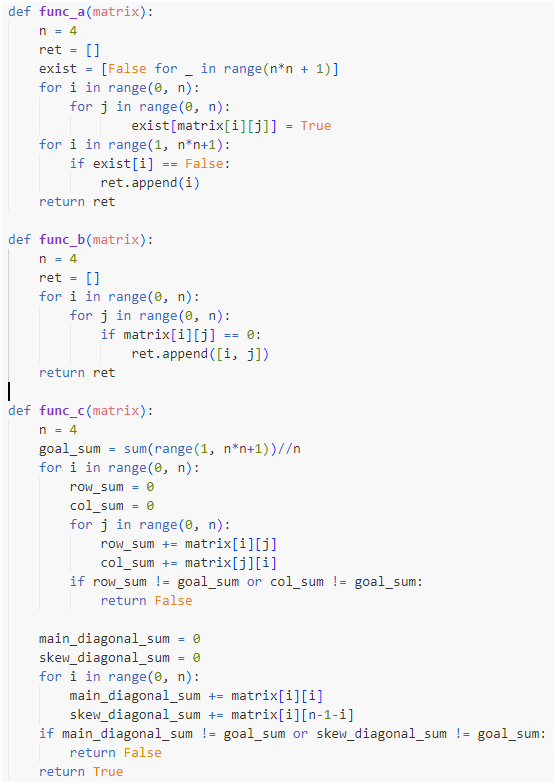 def func_a(matrix):
    n = 4
    ret = []
    exist = [False for _ in range(n*n + 1)]
    for i in range(0, n):
        for j in range(0, n):
                exist[matrix[i][j]] = True
    for i in range(1, n*n+1):
        if exist[i] == False:
            ret.append(i)
    return ret

def func_b(matrix):
    n = 4
    ret = []
    for i in range(0, n):
        for j in range(0, n):
            if matrix[i][j] == 0:
                ret.append([i, j])
    return ret

def func_c(matrix):
    n = 4
    goal_sum = sum(range(1, n*n+1))//n
    for i in range(0, n):
        row_sum = 0
        col_sum = 0
        for j in range(0, n):
            row_sum += matrix[i][j]
            col_sum += matrix[j][i]
        if row_sum != goal_sum or col_sum != goal_sum:
            return False

    main_diagonal_sum = 0
    skew_diagonal_sum = 0
    for i in range(0, n):
        main_diagonal_sum += matrix[i][i]
        skew_diagonal_sum += matrix[i][n-1-i]
    if main_diagonal_sum != goal_sum or skew_diagonal_sum != goal_sum:
        return False
    return True